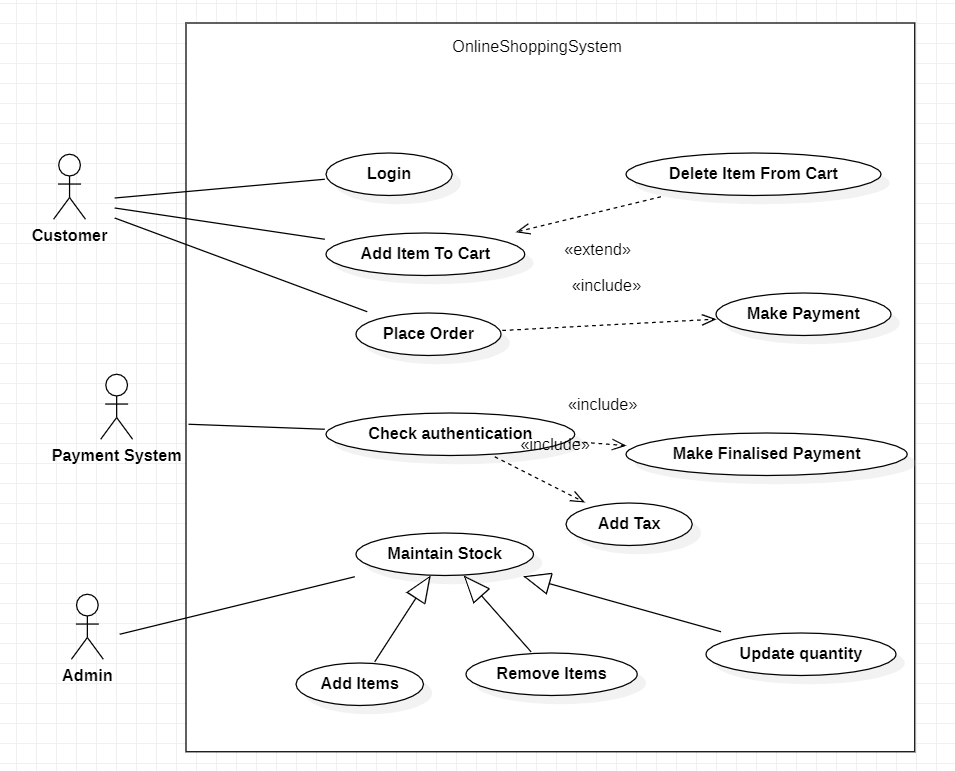 OnlineShoppingSystem
Login
Delete Item From Cart
Customer
Add Item To Cart
«extend»
«include»
Make Payment
Place Order
«include»
Check authentication
«include»
Make Finalised Payment
Payment System
Add Tax
Maintain Stock
Admin
Update quantity
Remove Items
Add Items